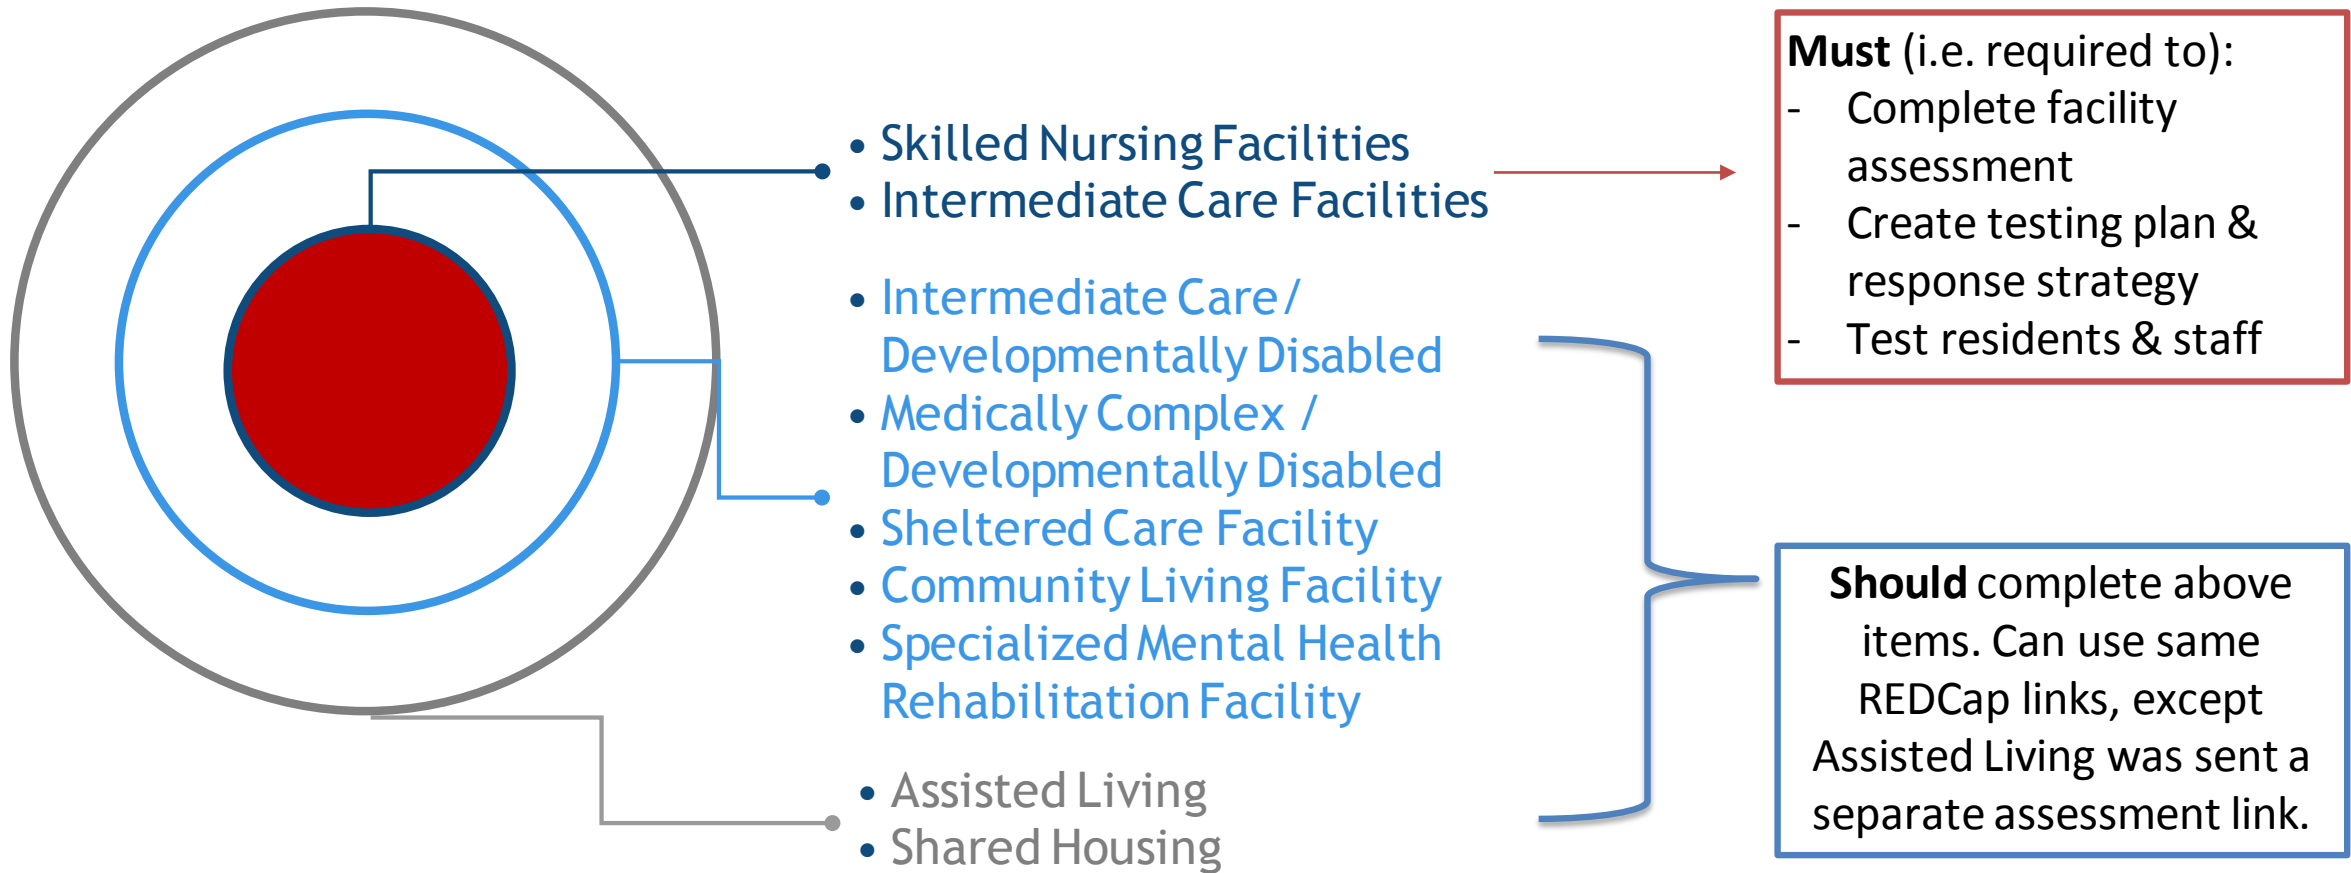 • Skilled Nursing Facilities
• Intermediate Care Facilities
• Intermediate Care /
Developmentally Disabled
• Medically Complex /
Developmentally Disabled
• Sheltered Care Facility
• Community Living Facility
• Specialized Mental Health
Rehabilitation Facility
• Assisted Living
• Shared Housing
Must (i.e. required to):
- Complete facility
assessment
- Create testing plan &
response strategy
- Test residents & staff
Should complete above
items. Can use same
REDCap links, except
Assisted Living was sent a
separate assessment link.